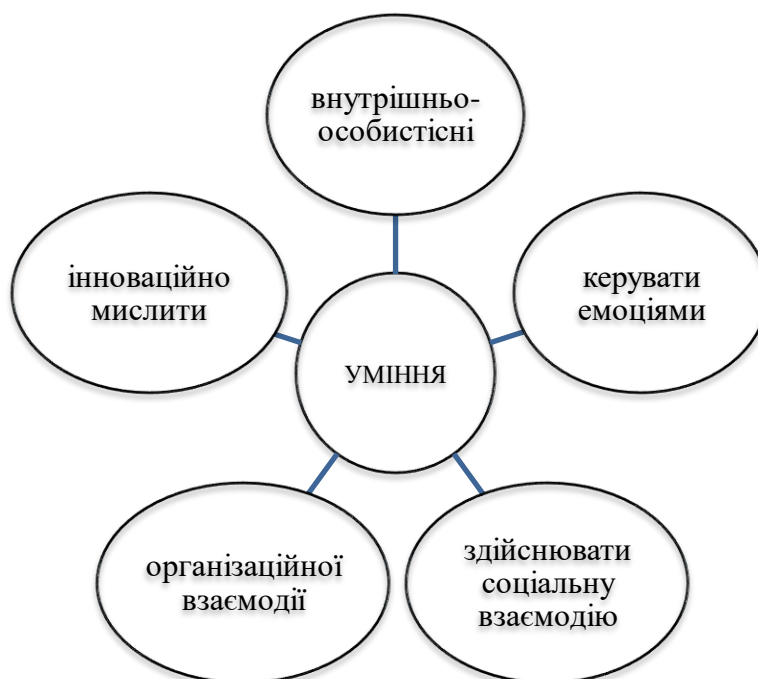 внутрішньо-
особистісні
інноваційно
мислити
керувати
емоціями
УМІННЯ
організаційної
взаємодії
здійснювати
соціальну
взаємодію